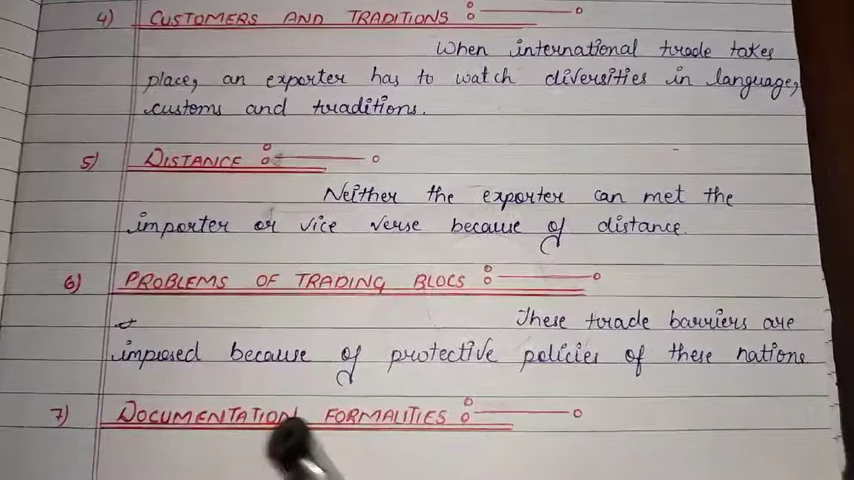 4) CUSTOMERS AND TRADITIONS
When international trade takes
place, an exporter has to watch diversities in language,
customs and traditions.
5) DISTANCE
Neither the exporter can met the
importer or vice verse because of distance.
6) PROBLEMS OF TRADING BLOCS
These trade barriers are
imposed because of protective policies of these nations
7) DOCUMENTATION FORMALITIES